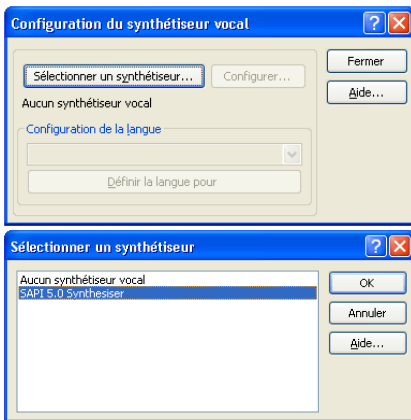 Configuration du synthétiseur vocal
Sélectionner un synthétiseur... Configurer... Fermer
Aucun synthétiseur vocal Aide...
Configuration de la langue
Définir la langue pour
Sélectionner un synthétiseur
Aucun synthétiseur vocal OK
SAPI 5.0 Synthesiser
Annuler
Aide...